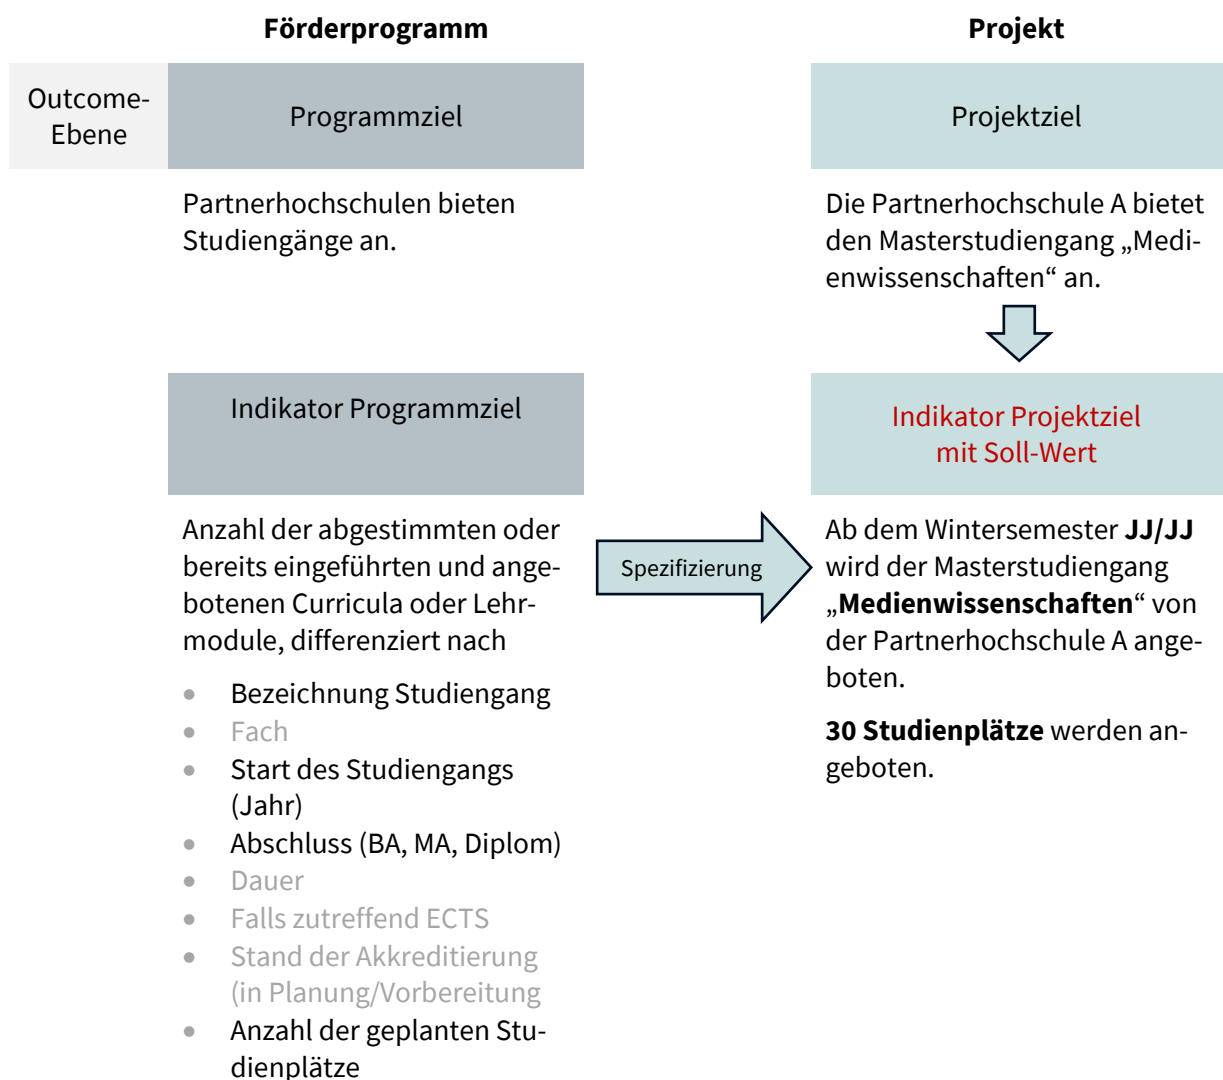 Förderprogramm
Projekt
Outcome-
Ebene
Programmziel
Projektziel
Partnerhochschulen bieten
Studiengänge an.
Die Partnerhochschule A bietet
den Masterstudiengang „Medi-
enwissenschaften“ an.
Indikator Programmziel
Indikator Projektziel
mit Soll-Wert
Anzahl der abgestimmten oder
bereits eingeführten und ange-
botenen Curricula oder Lehr-
module, differenziert nach
• Bezeichnung Studiengang
• Fach
• Start des Studiengangs
(Jahr)
• Abschluss (BA, MA, Diplom)
• Dauer
• Falls zutreffend ECTS
• Stand der Akkreditierung
(in Planung/Vorbereitung
• Anzahl der geplanten Stu-
dienplätze
Spezifizierung
Ab dem Wintersemester JJ/JJ
wird der Masterstudiengang
„Medienwissenschaften“ von
der Partnerhochschule A ange-
boten.
30 Studienplätze werden an-
geboten.